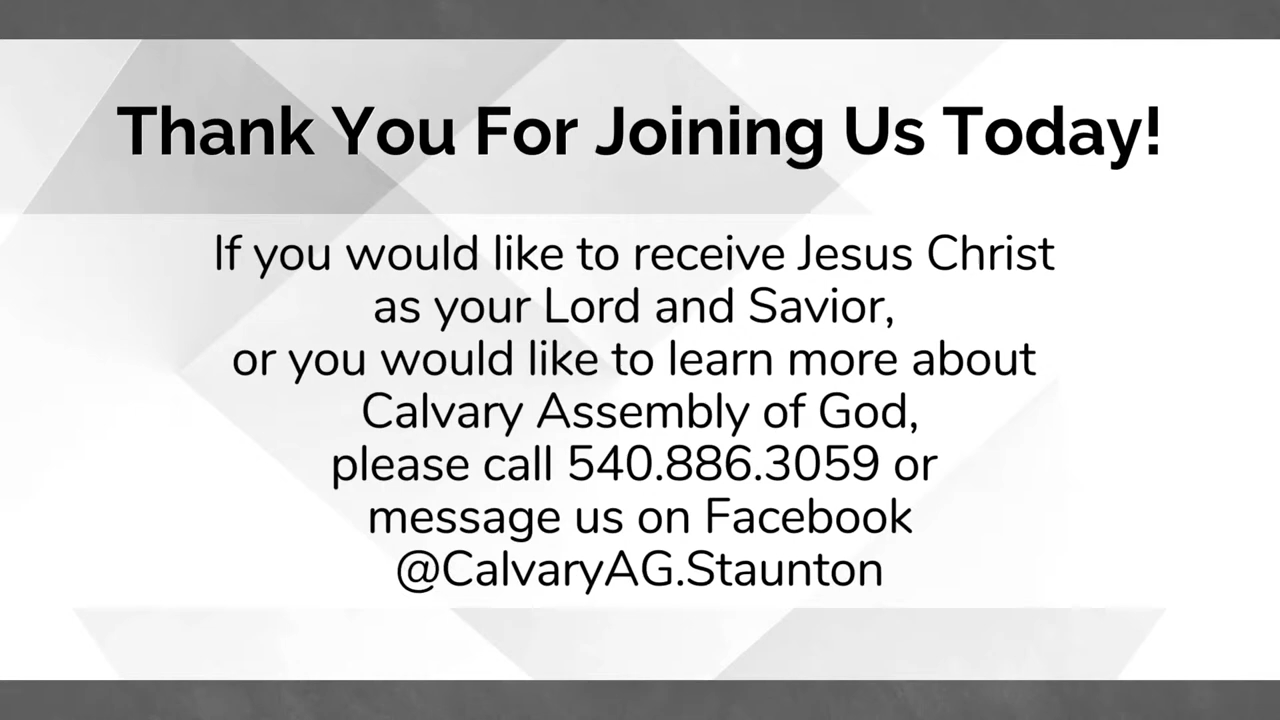 Thank You For Joining Us Today!
If you would like to receive Jesus Christ
as your Lord and Savior,
or you would like to learn more about
Calvary Assembly of God,
please call 540.886.3059 or
message us on Facebook
@CalvaryAG.Staunton